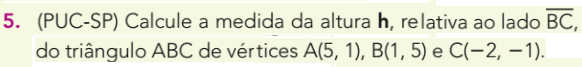 5. (PUC-SP) Calcule a medida da altura h, relativa ao lado B̅C̅,
do triângulo ABC de vértices A(5, 1), B(1, 5) e C(−2, −1).